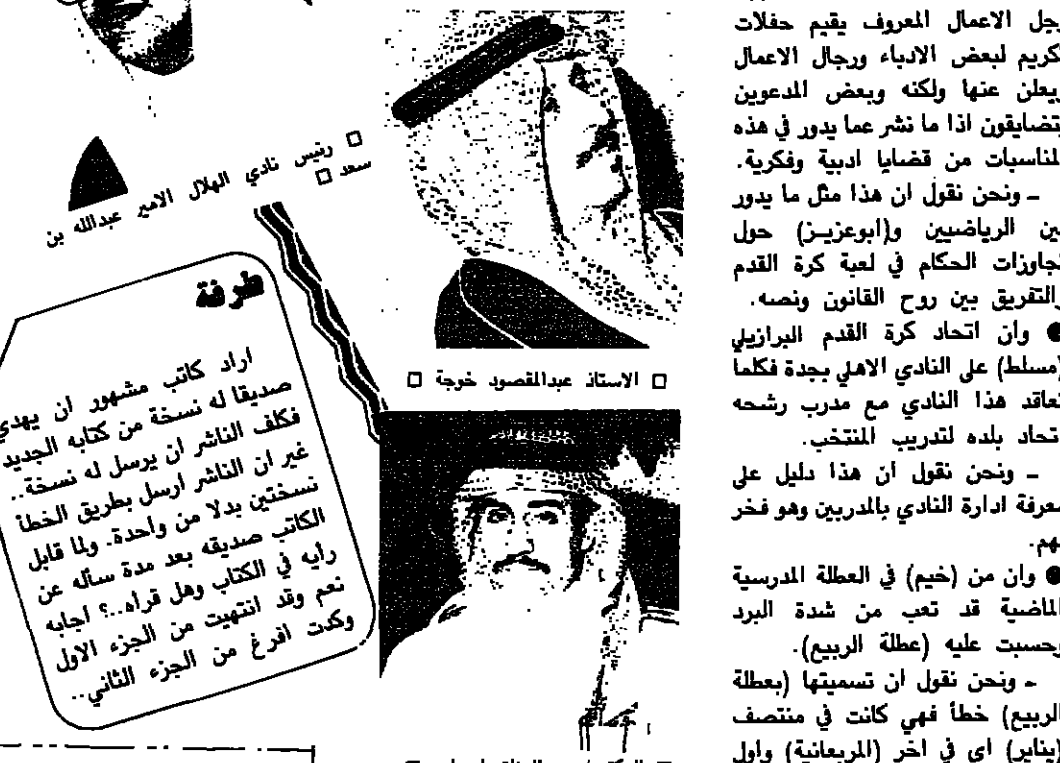 رجل الاعمال المعروف يقيم حفلات
تكريم لبعض الادباء ورجال الاعمال
ويعلن عنها ولكنه وبعض المدعوين
يتضايقون اذا ما نشر عما يدور في هذه
المناسبات من قضايا ادبية وفكرية.
ـ ونحن نقول ان هذا مثل ما يدور
بين الرياضيين و(ابوعزيـز) حول
تجاوزات الحكام في لعبة كرة القدم
والتفريق بين روح القانون ونصه.
● وان اتحاد كرة القدم البرازيلي
(مسلط) على النادي الاهلي بجدة فكلما
تعاقد هذا النادي مع مدرب رشحه
اتحاد بلده لتدريب المنتخب.
ـ ونحن نقول ان هذا دليل على
معرفة ادارة النادي بالمدربين وهو فخر
لهم.
● وان من (خيم) في العطلة المدرسية
الماضية قد تعب من شدة البرد
وحسبت عليه (عطلة الربيع).
ـ ونحن نقول ان تسميتها (بعطلة
الربيع) خطأ فهي كانت في منتصف
(يناير) اي في اخر (المربعانية) واول
□ الاستاذ عبدالمقصود خوجة □
□ رئيس نادي الهلال الامير عبدالله بن
سعد □
طرفة
اراد كاتب مشهور ان يهدي
صديقا له نسخة من كتابه الجديد
فكلف الناشر ان يرسل له نسخة..
غير ان الناشر ارسل بطريق الخطأ
نسختين بدلا من واحدة. ولما قابل
الكاتب صديقه بعد مدة سأله عن
رأيه في الكتاب وهل قرأه..؟ اجابه
نعم وقد انتهيت من الجزء الاول
وكدت افرغ من الجزء الثاني..